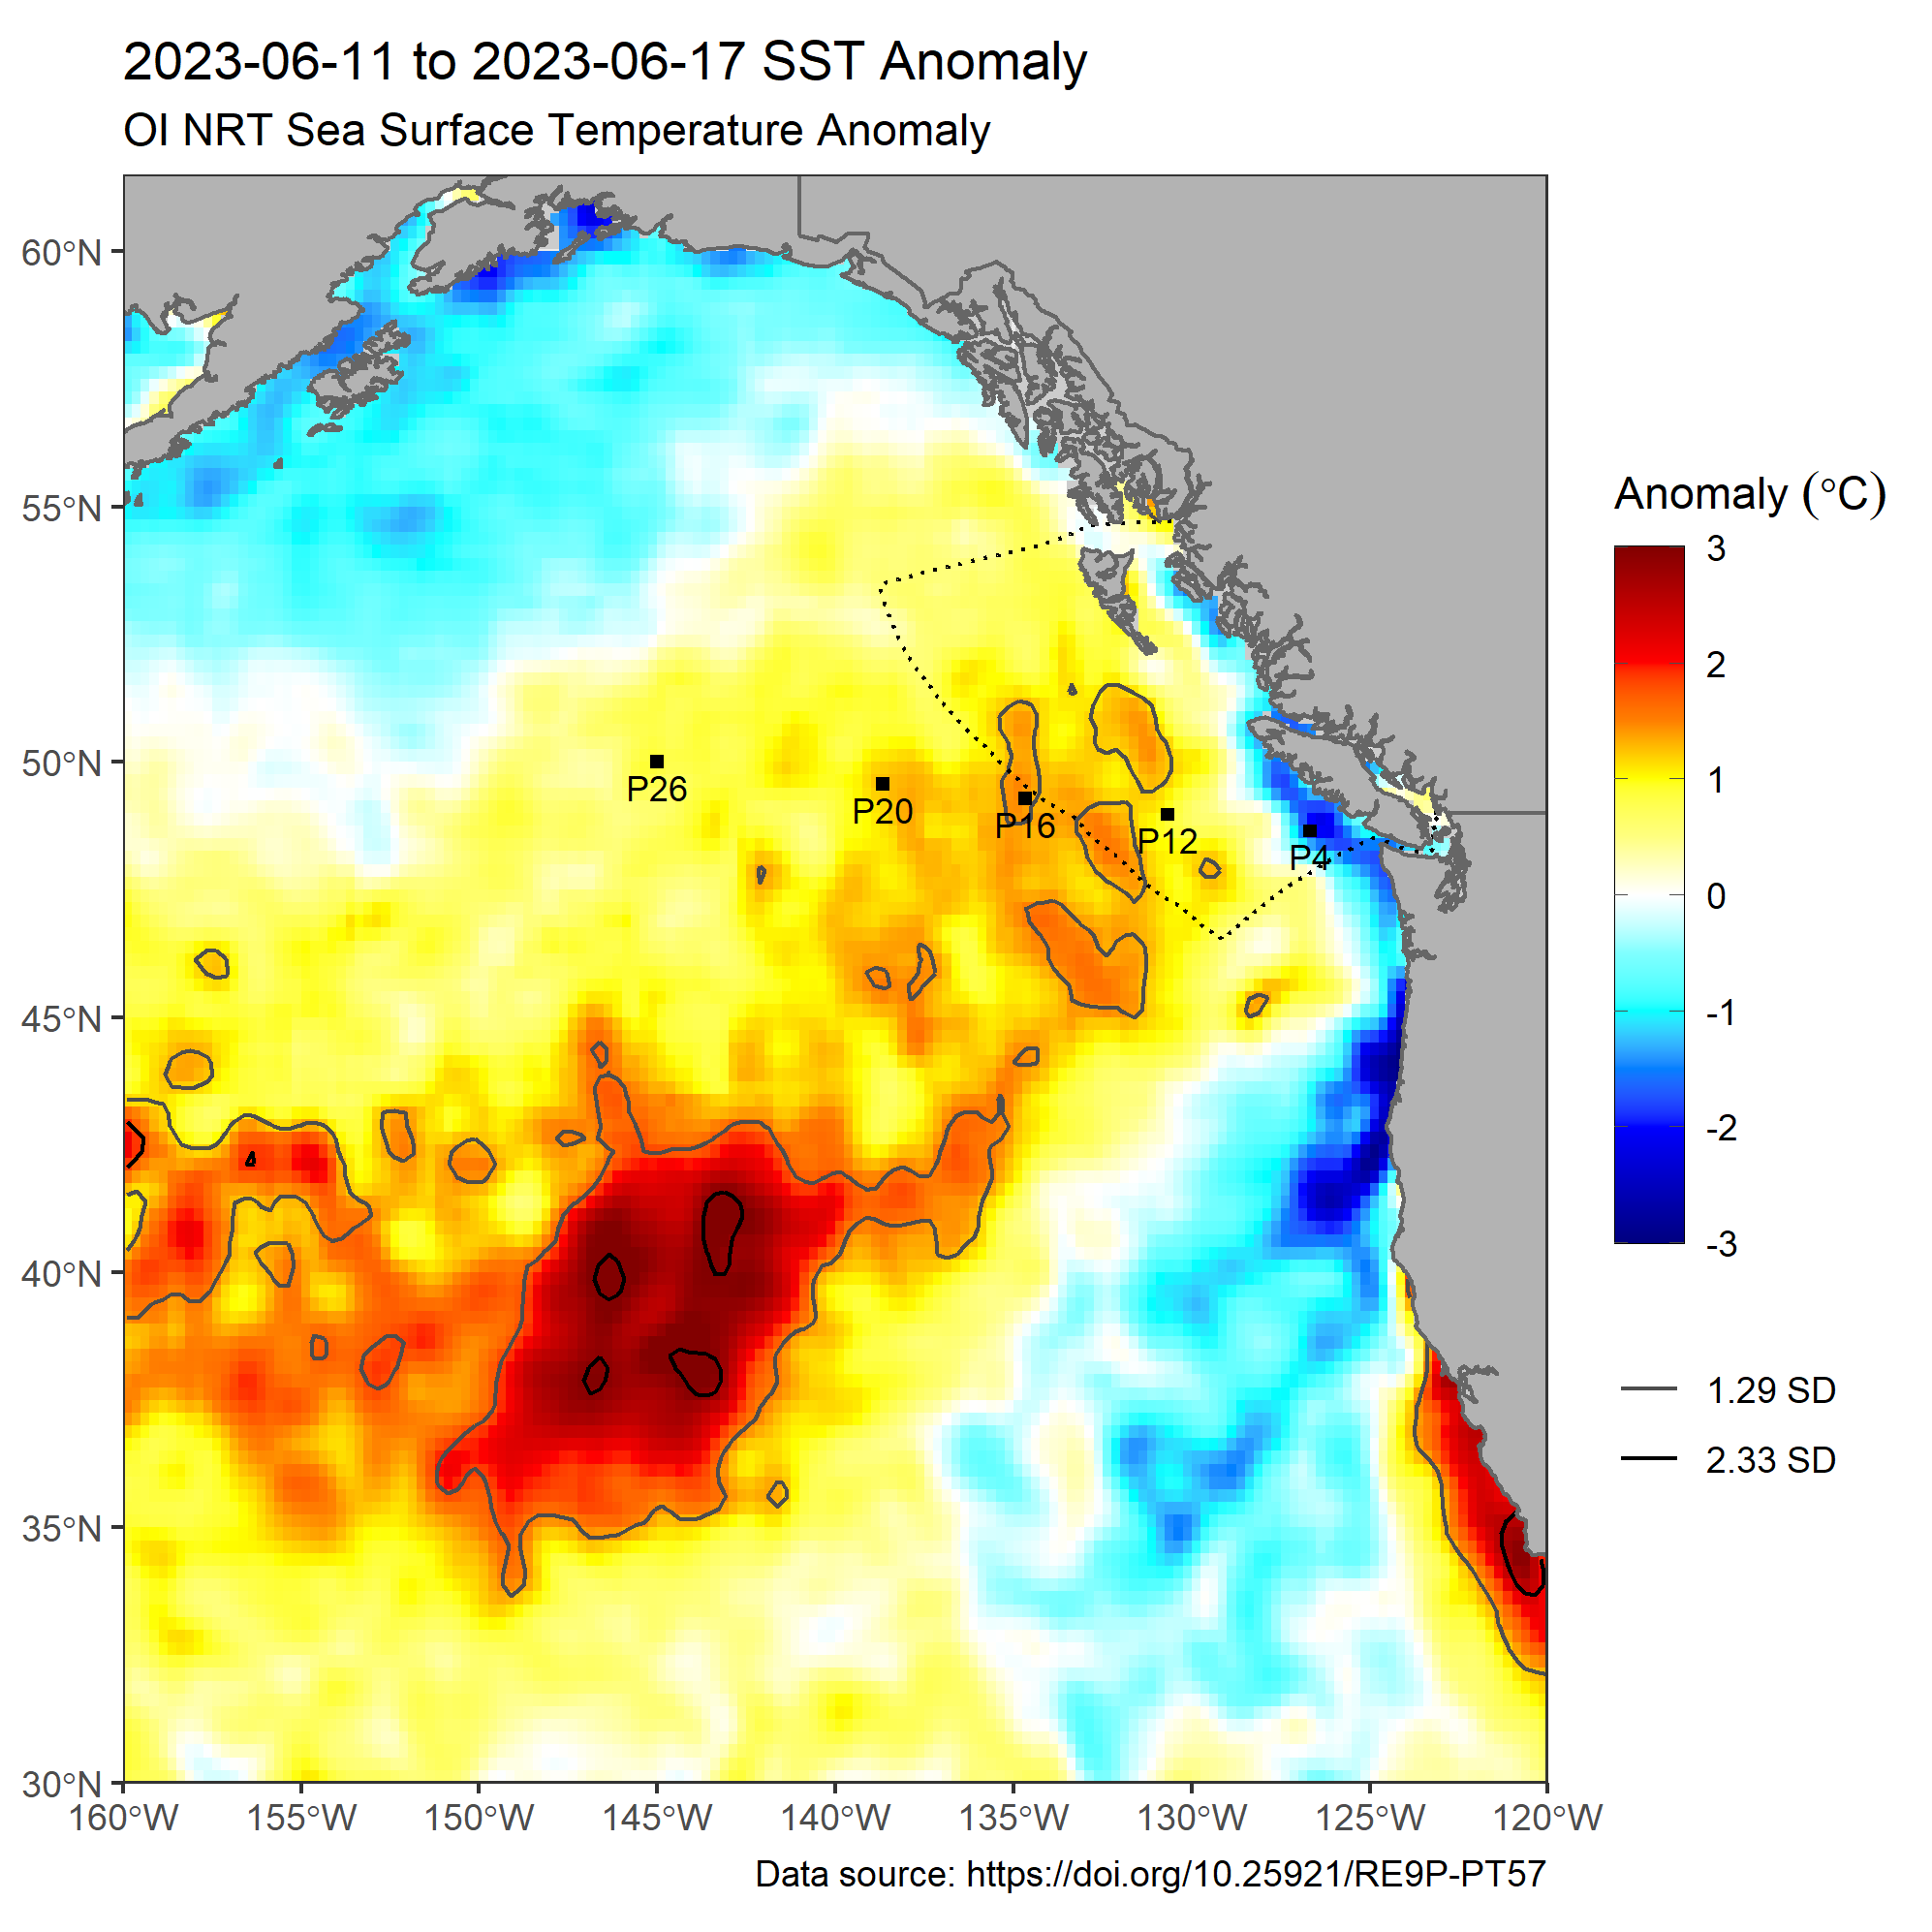 2023-06-11 to 2023-06-17 SST Anomaly
OI NRT Sea Surface Temperature Anomaly
60°N
55°N
50°N
45°N
40°N
35°N
30°N
160°W 155°W 150°W 145°W 140°W 135°W 130°W 125°W 120°W
P26
P20
P16
P12
P4
Anomaly (°C)
3
2
1
0
-1
-2
-3
1.29 SD
2.33 SD
Data source: https://doi.org/10.25921/RE9P-PT57